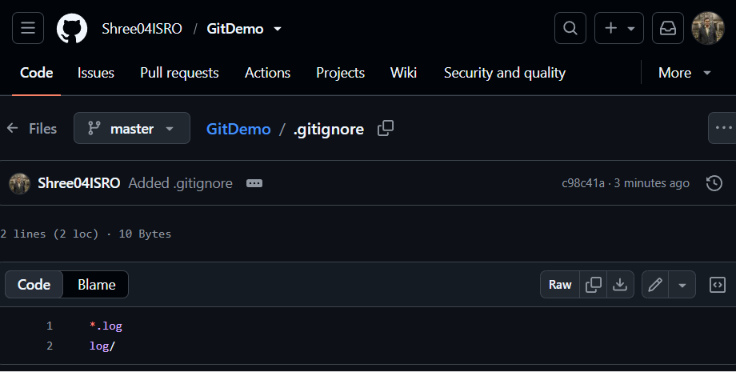 Shree04ISRO / GitDemo
Code Issues Pull requests Actions Projects Wiki Security and quality More
Files master GitDemo / .gitignore
Shree04ISRO Added .gitignore c98c41a · 3 minutes ago
2 lines (2 loc) · 10 Bytes
Code Blame Raw
1 *.log
2 log/